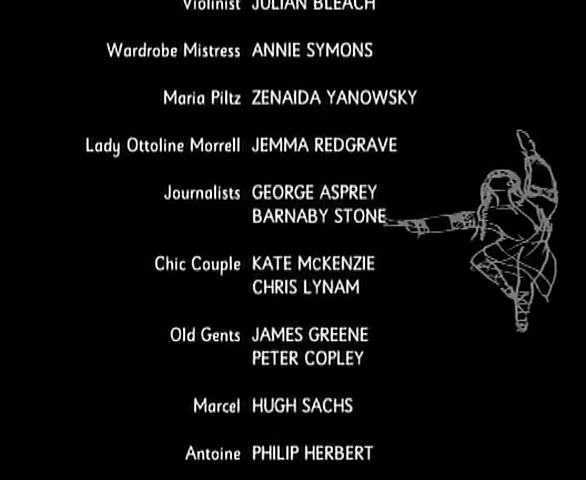 Violinist JULIAN BLEACH
Wardrobe Mistress ANNIE SYMONS
Maria Piltz ZENAIDA YANOWSKY
Lady Ottoline Morrell JEMMA REDGRAVE
Journalists GEORGE ASPREY
BARNABY STONE
Chic Couple KATE McKENZIE
CHRIS LYNAM
Old Gents JAMES GREENE
PETER COPLEY
Marcel HUGH SACHS
Antoine PHILIP HERBERT